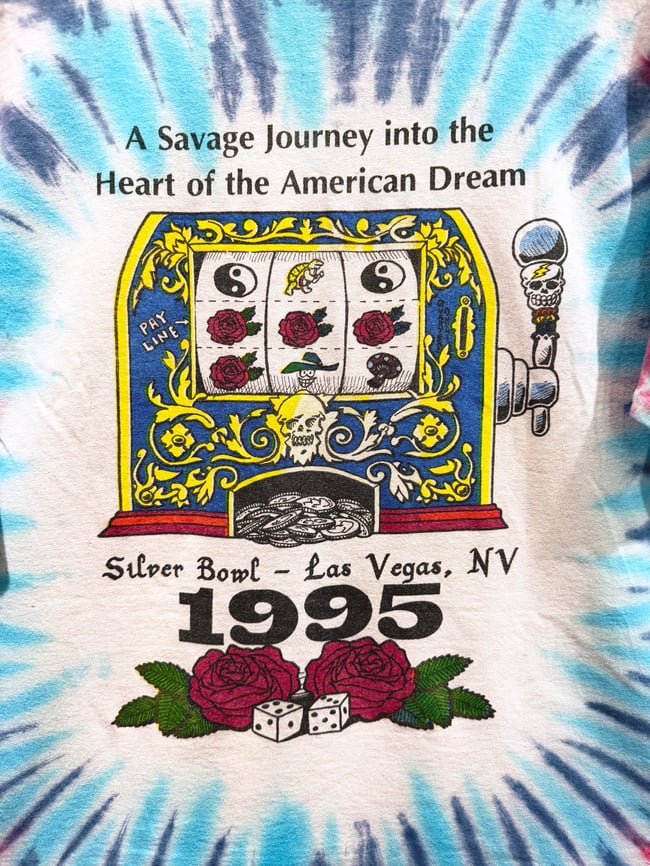 A Savage Journey into the
Heart of the American Dream
PAY
LINE
Silver Bowl – Las Vegas, NV
1995